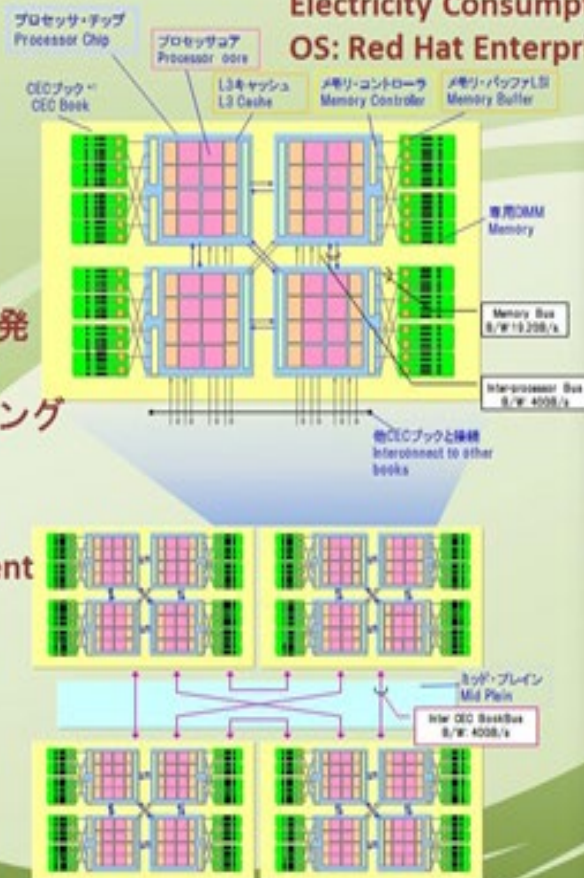 Electricity Consump
OS: Red Hat Enterpr
プロセッサ・チップ
Processor Chip
プロセッサコア
Processor core
CECブック
CEC Book
L3キャッシュ
L3 Cashe
メモリ・コントローラ
Memory Controller
メモリ・バッファLSI
Memory Buffer
専用DIMM
Memory
発
Memory Bus
B/W:19.2GB/s
Inter-processor Bus
B/W: 40GB/s
ング
他CECブックと接続
Interconnect to other
books
ent
ミッド・プレイン
Mid Plein
Inter CEC BookBus
B/W: 40GB/s